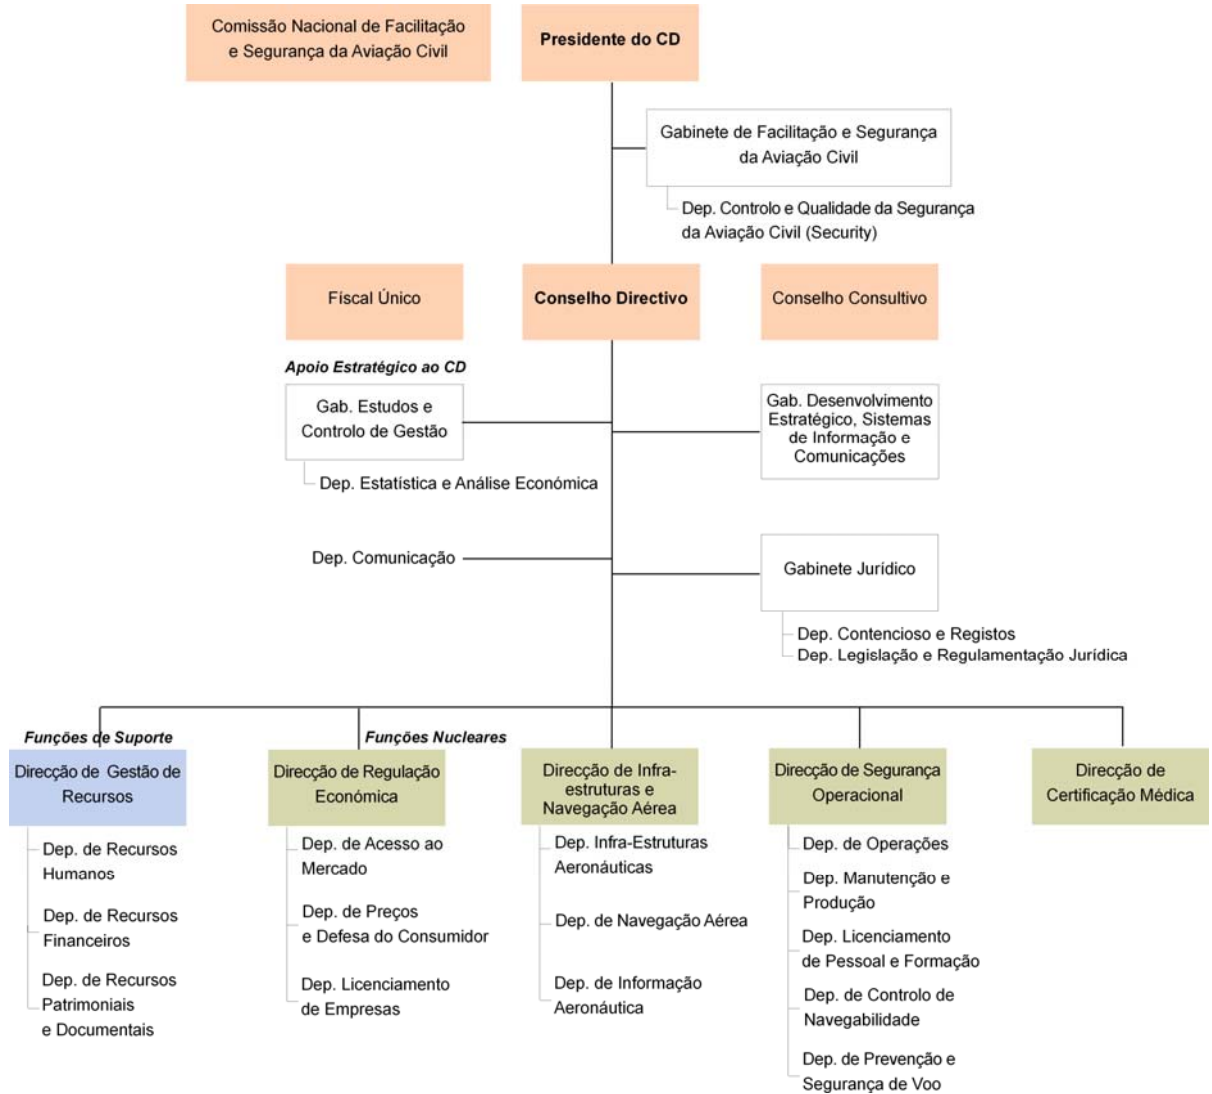 Comissão Nacional de Facilitação
e Segurança da Aviação Civil
Presidente do CD
Gabinete de Facilitação e Segurança
da Aviação Civil
Dep. Controlo e Qualidade da Segurança
da Aviação Civil (Security)
Fiscal Único
Conselho Directivo
Conselho Consultivo
Apoio Estratégico ao CD
Gab. Estudos e
Controlo de Gestão
Dep. Estatística e Análise Económica
Gab. Desenvolvimento
Estratégico, Sistemas
de Informação e
Comunicações
Dep. Comunicação
Gabinete Jurídico
Dep. Contencioso e Registos
Dep. Legislação e Regulamentação Jurídica
Funções de Suporte
Funções Nucleares
Direcção de Gestão de
Recursos
Dep. de Recursos
Humanos
Dep. de Recursos
Financeiros
Dep. de Recursos
Patrimoniais
e Documentais
Direcção de Regulação
Económica
Dep. de Acesso ao
Mercado
Dep. de Preços
e Defesa do Consumidor
Dep. Licenciamento
de Empresas
Direcção de Infra-
estruturas e
Navegação Aérea
Dep. Infra-Estruturas
Aeronáuticas
Dep. de Navegação Aérea
Dep. de Informação
Aeronáutica
Direcção de Segurança
Operacional
Dep. de Operações
Dep. Manutenção e
Produção
Dep. Licenciamento
de Pessoal e Formação
Dep. de Controlo de
Navegabilidade
Dep. de Prevenção e
Segurança de Voo
Direcção de
Certificação Médica